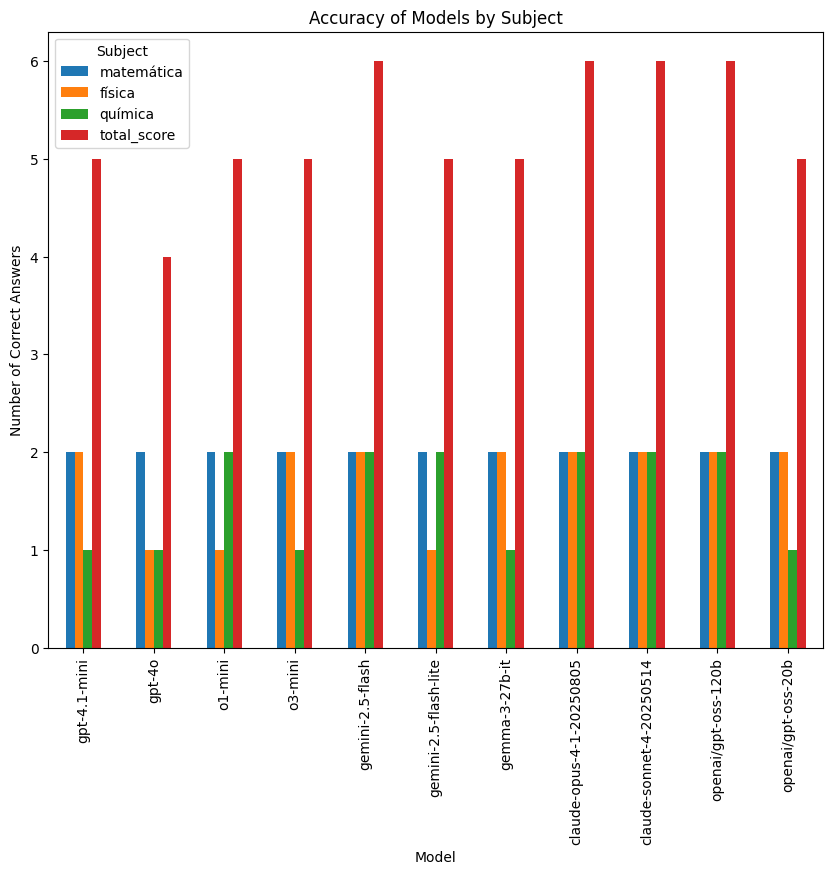 Accuracy of Models by Subject
Subject
matemática
física
química
total_score
Number of Correct Answers
6
5
4
3
2
1
0
gpt-4.1-mini
gpt-4o
o1-mini
o3-mini
gemini-2.5-flash
gemini-2.5-flash-lite
gemma-3-27b-it
claude-opus-4-1-20250805
claude-sonnet-4-20250514
openai/gpt-oss-120b
openai/gpt-oss-20b
Model